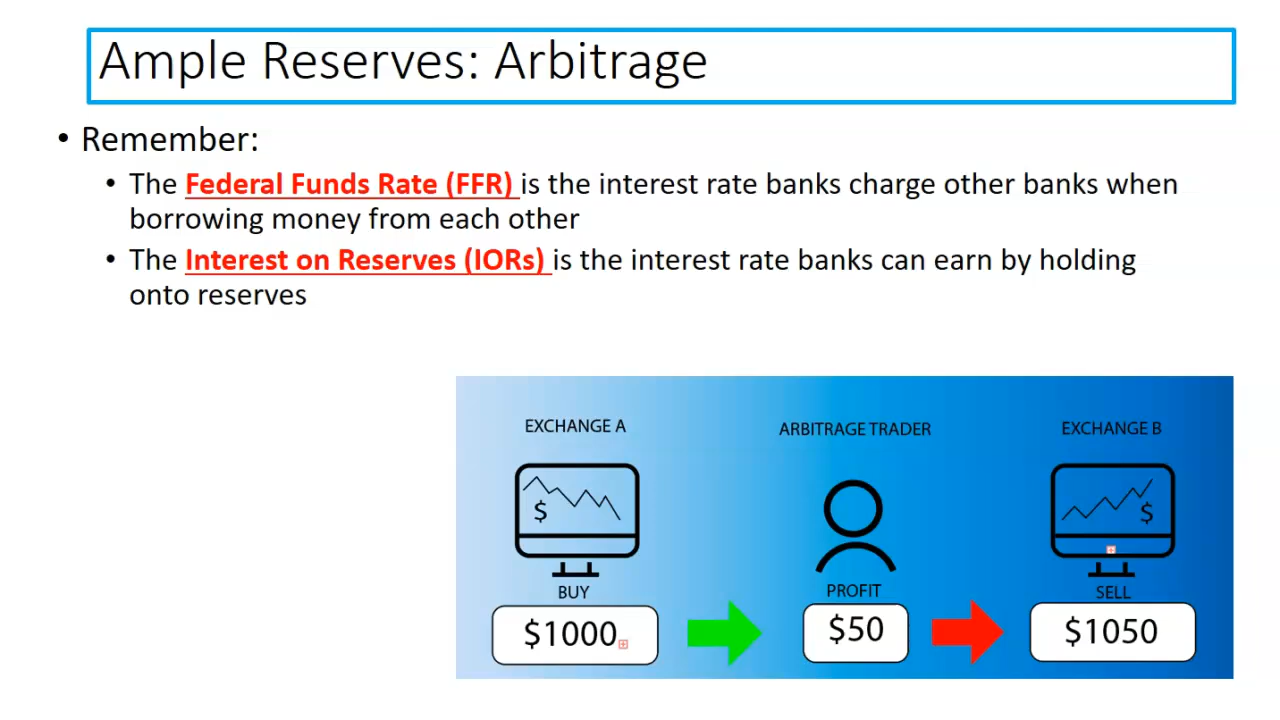 Ample Reserves: Arbitrage
• Remember:
• The Federal Funds Rate (FFR) is the interest rate banks charge other banks when
borrowing money from each other
• The Interest on Reserves (IORs) is the interest rate banks can earn by holding
onto reserves
EXCHANGE A
ARBITRAGE TRADER
EXCHANGE B
$
$
BUY
PROFIT
SELL
$1000
$50
$1050